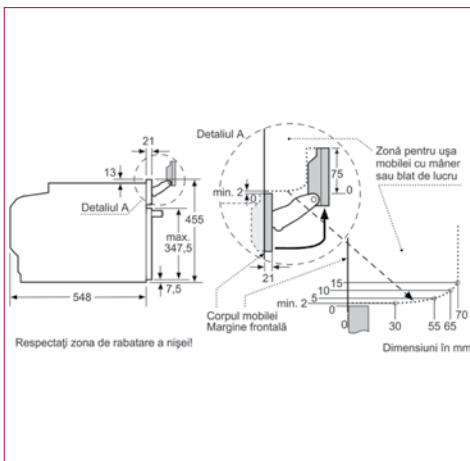 21
13
Detaliul A
455
max.
347,5
7,5
548
Respectați zona de rabatare a nișei!
Detaliul A
min. 2
0
75
0
21
Zonă pentru ușa
mobilei cu mâner
sau blat de lucru
Corpul mobilei
Margine frontală
15
10
5
min. 2
0
0
30
55
65
70
Dimensiuni în mm